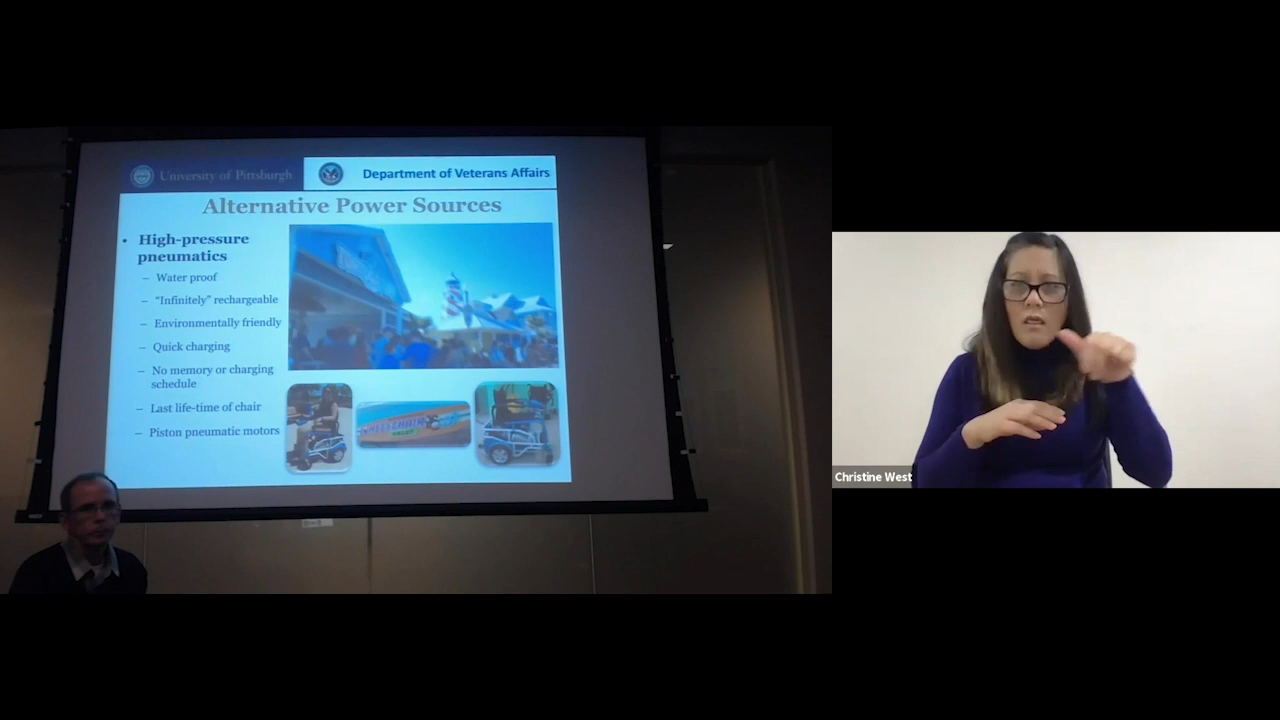 University of Pittsburgh
Department of Veterans Affairs
Alternative Power Sources
• High-pressure
pneumatics
– Water proof
– “Infinitely” rechargeable
– Environmentally friendly
– Quick charging
– No memory or charging
schedule
– Last life-time of chair
– Piston pneumatic motors
Christine West